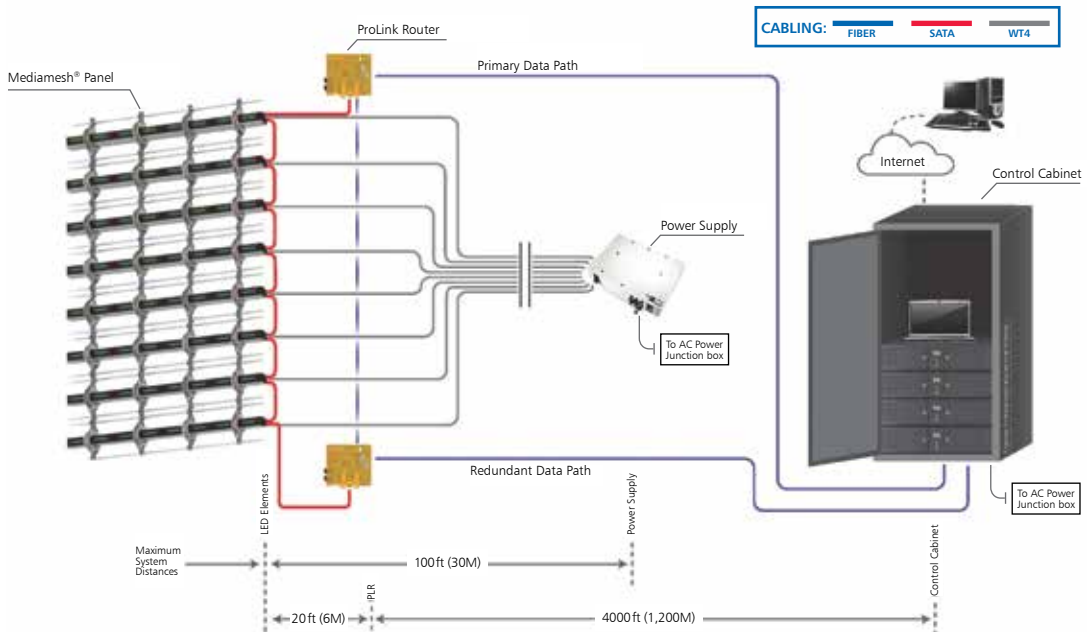 CABLING:
FIBER
SATA
WT4
ProLink Router
Primary Data Path
Mediamesh® Panel
Internet
Control Cabinet
Power Supply
To AC Power
Junction box
Redundant Data Path
To AC Power
Junction box
LED Elements
Power Supply
Control Cabinet
Maximum
System
Distances
100ft (30M)
PLR
20ft (6M)
4000ft (1,200M)